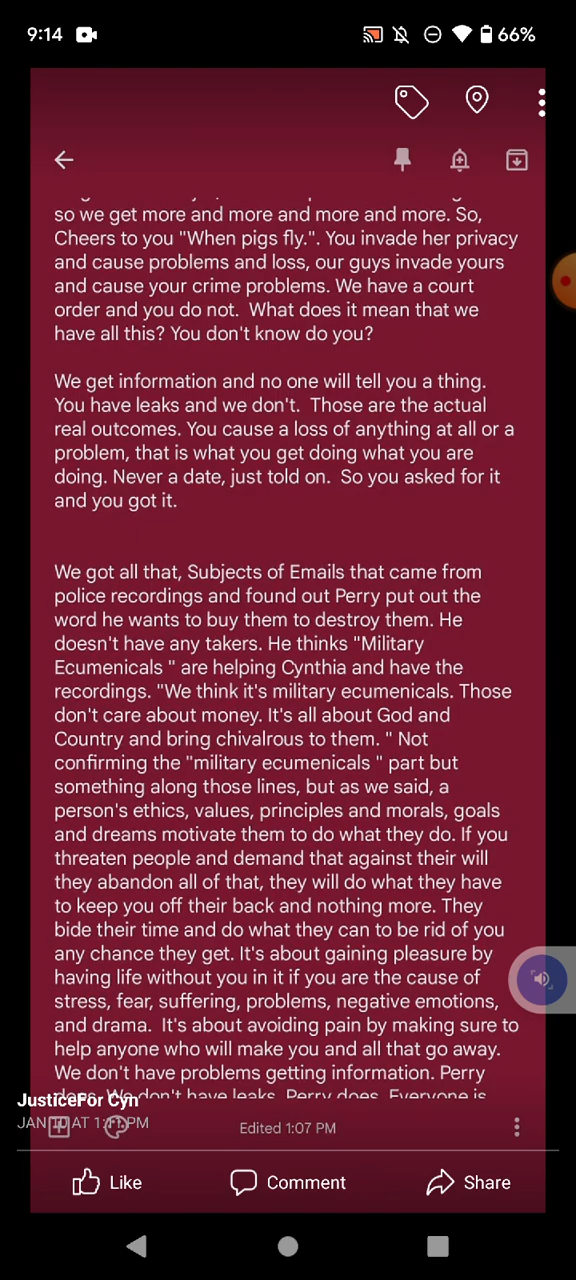 9:14
66%
so we get more and more and more and more. So,
Cheers to you "When pigs fly.". You invade her privacy
and cause problems and loss, our guys invade yours
and cause your crime problems. We have a court
order and you do not.  What does it mean that we
have all this? You don't know do you?
We get information and no one will tell you a thing.
You have leaks and we don't.  Those are the actual
real outcomes. You cause a loss of anything at all or a
problem, that is what you get doing what you are
doing. Never a date, just told on.  So you asked for it
and you got it.
We got all that, Subjects of Emails that came from
police recordings and found out Perry put out the
word he wants to buy them to destroy them. He
doesn't have any takers. He thinks "Military
Ecumenicals " are helping Cynthia and have the
recordings. "We think it's military ecumenicals. Those
don't care about money. It's all about God and
Country and bring chivalrous to them. " Not
confirming the "military ecumenicals " part but
something along those lines, but as we said, a
person's ethics, values, principles and morals, goals
and dreams motivate them to do what they do. If you
threaten people and demand that against their will
they abandon all of that, they will do what they have
to keep you off their back and nothing more. They
bide their time and do what they can to be rid of you
any chance they get. It's about gaining pleasure by
having life without you in it if you are the cause of
stress, fear, suffering, problems, negative emotions,
and drama.  It's about avoiding pain by making sure to
help anyone who will make you and all that go away.
We don't have problems getting information. Perry
does. We don't have leaks. Perry does. Everyone is
JusticeFor Cyn
JAN 10 AT 1:11 PM
Edited 1:07 PM
Like
Comment
Share